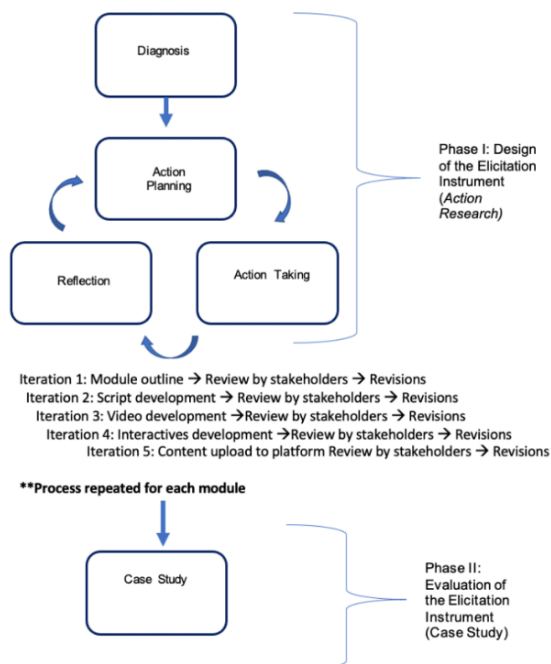 Diagnosis
Action
Planning
Reflection
Action Taking
Phase I: Design
of the Elicitation
Instrument
(Action
Research)
Iteration 1: Module outline → Review by stakeholders → Revisions
Iteration 2: Script development → Review by stakeholders → Revisions
Iteration 3: Video development →Review by stakeholders → Revisions
Iteration 4: Interactives development →Review by stakeholders → Revisions
Iteration 5: Content upload to platform Review by stakeholders → Revisions
**Process repeated for each module
Case Study
Phase II:
Evaluation of
the Elicitation
Instrument
(Case Study)